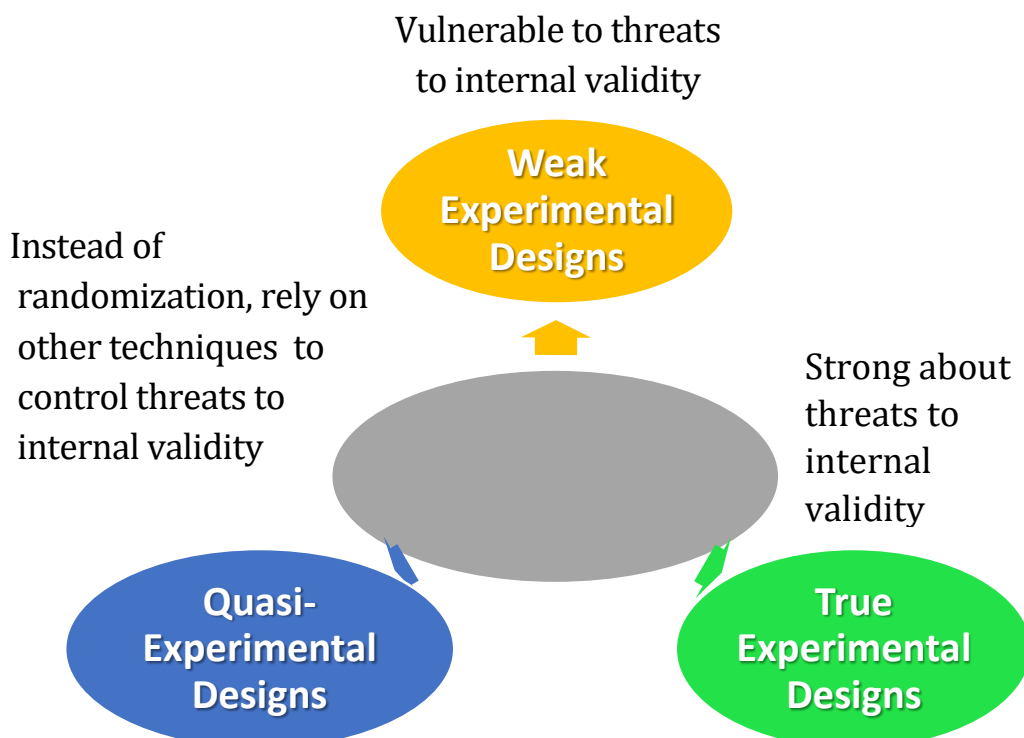 Vulnerable to threats
to internal validity
Weak
Experimental
Designs
Instead of
randomization, rely on
other techniques to
control threats to
internal validity
Strong about
threats to
internal
validity
Quasi-
Experimental
Designs
True
Experimental
Designs